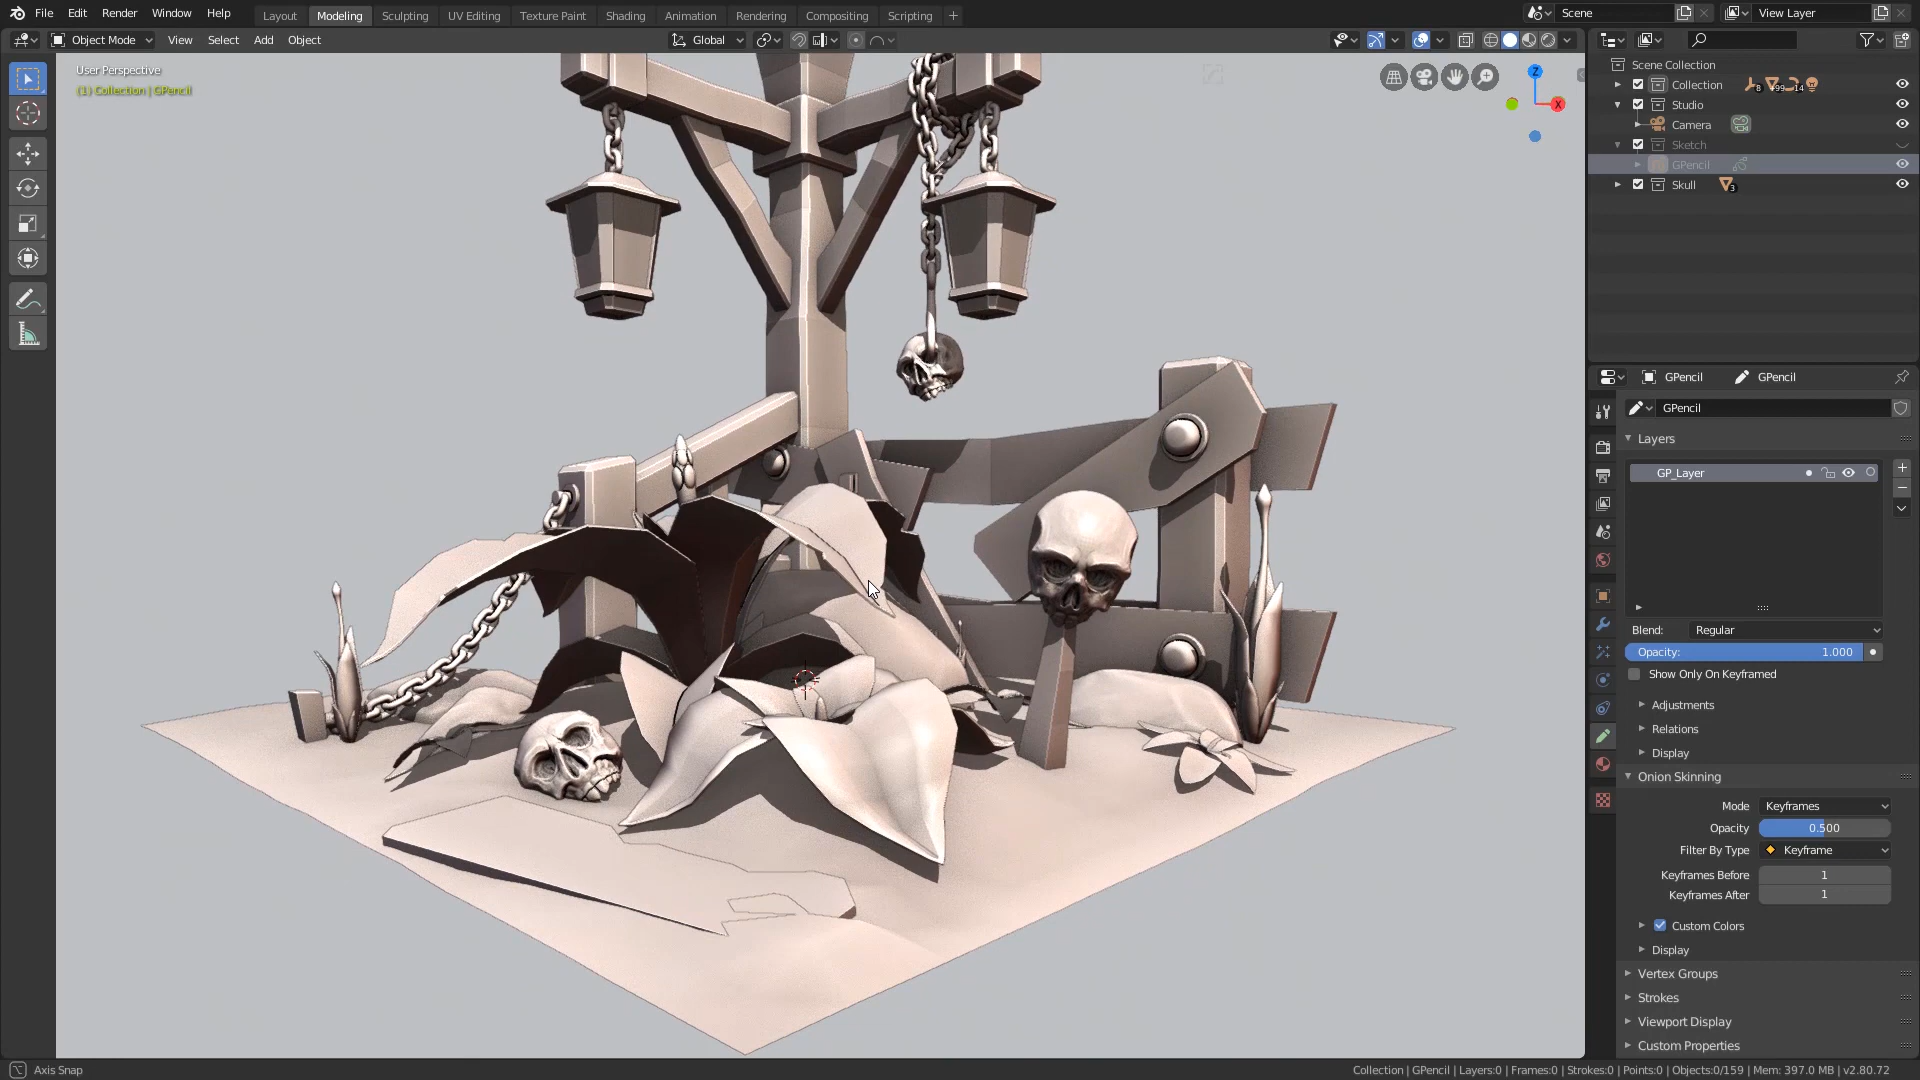 File Edit Render Window Help
Layout Modeling Sculpting UV Editing Texture Paint Shading Animation Rendering Compositing Scripting +
Scene
View Layer
Object Mode View Select Add Object
Global
User Perspective
(1) Collection | GPencil
Z
X
Scene Collection
Collection 8 +99 14
Studio
Camera
Sketch
GPencil
Skull 3
GPencil GPencil
GPencil
Layers
GP_Layer
Blend: Regular
Opacity: 1.000
Show Only On Keyframed
Adjustments
Relations
Display
Onion Skinning
Mode Keyframes
Opacity 0.500
Filter By Type Keyframe
Keyframes Before 1
Keyframes After 1
Custom Colors
Display
Vertex Groups
Strokes
Viewport Display
Custom Properties
Axis Snap
Collection | GPencil | Layers:0 | Frames:0 | Strokes:0 | Points:0 | Objects:0/159 | Mem: 397.0 MB | v2.80.72